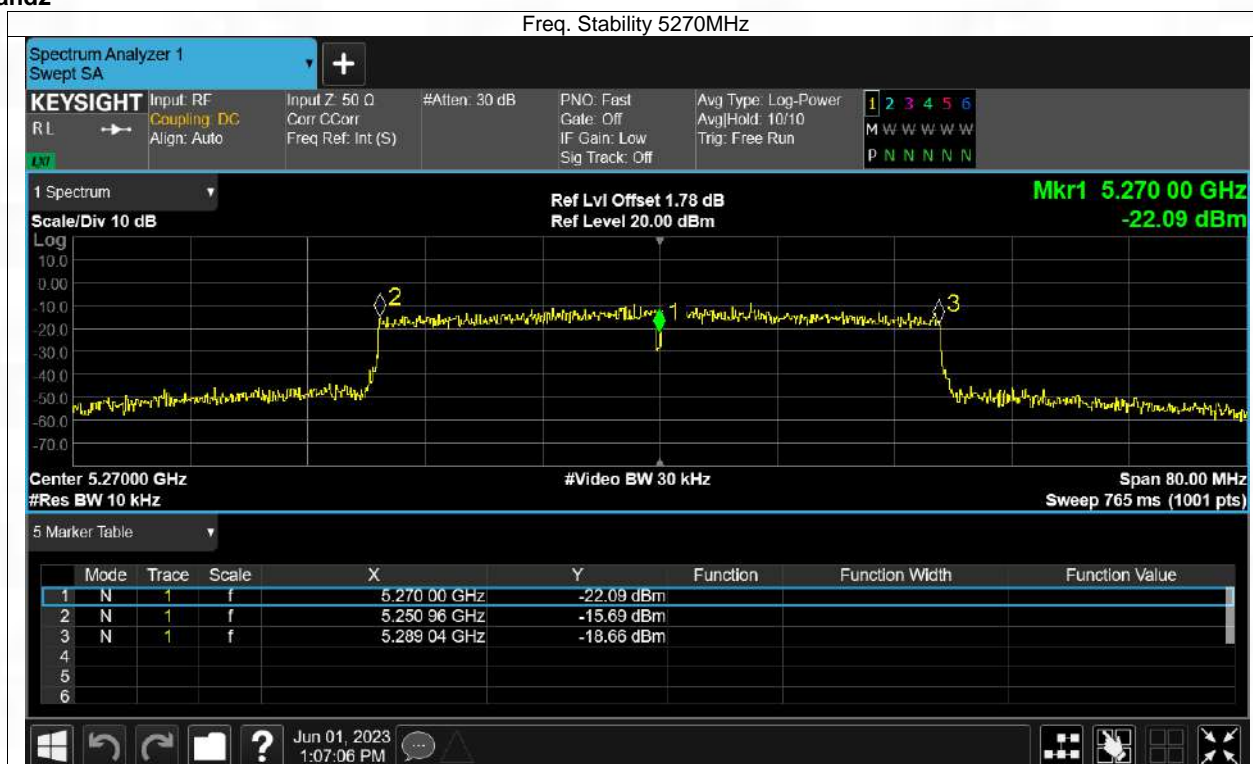 Freq. Stability 5270MHz
Spectrum Analyzer 1
Swept SA
+
KEYSIGHT
RL
LXI
Input: RF
Coupling: DC
Align: Auto
Input Z: 50 Ω
Corr CCorr
Freq Ref: Int (S)
#Atten: 30 dB
PNO: Fast
Gate: Off
IF Gain: Low
Sig Track: Off
Avg Type: Log-Power
Avg|Hold: 10/10
Trig: Free Run
1 2 3 4 5 6
M W W W W W
P N N N N N
1 Spectrum
Scale/Div 10 dB
Ref Lvl Offset 1.78 dB
Ref Level 20.00 dBm
Mkr1 5.270 00 GHz
-22.09 dBm
Log
10.0
0.00
-10.0
-20.0
-30.0
-40.0
-50.0
-60.0
-70.0
2
1
3
Center 5.27000 GHz
#Res BW 10 kHz
#Video BW 30 kHz
Span 80.00 MHz
Sweep 765 ms (1001 pts)
5 Marker Table
Mode Trace Scale X Y Function Function Width Function Value
1 N 1 f 5.270 00 GHz -22.09 dBm
2 N 1 f 5.250 96 GHz -15.69 dBm
3 N 1 f 5.289 04 GHz -18.66 dBm
4
5
6
?
Jun 01, 2023
1:07:06 PM